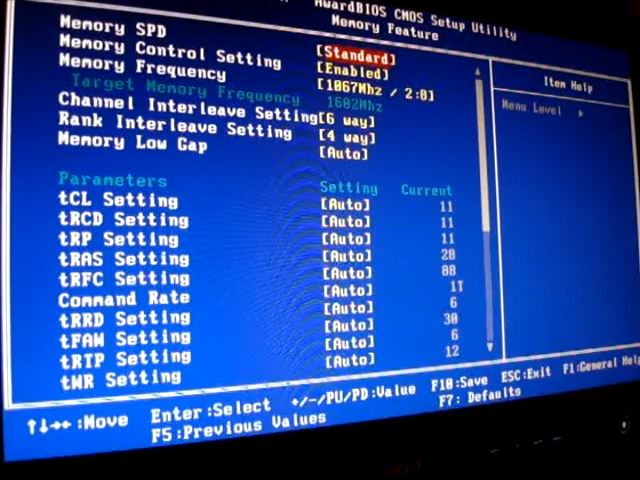 AwardBIOS CMOS Setup Utility
Memory Feature
Memory SPD [Standard]
Memory Control Setting [Enabled]
Memory Frequency [1067Mhz / 2:8]
Target Memory Frequency 1602Mhz
Channel Interleave Setting[6 way]
Rank Interleave Setting [4 way]
Memory Low Gap [Auto]
Parameters Setting Current
tCL Setting [Auto] 11
tRCD Setting [Auto] 11
tRP Setting [Auto] 11
tRAS Setting [Auto] 28
tRFC Setting [Auto] 88
Command Rate [Auto] 1T
tRRD Setting [Auto] 6
tFAW Setting [Auto] 30
tRTP Setting [Auto] 6
tWR Setting [Auto] 12
Item Help
Menu Level ▶
↑↓→←:Move Enter:Select +/-/PU/PD:Value F10:Save ESC:Exit F1:General Help
F5:Previous Values F7: Defaults